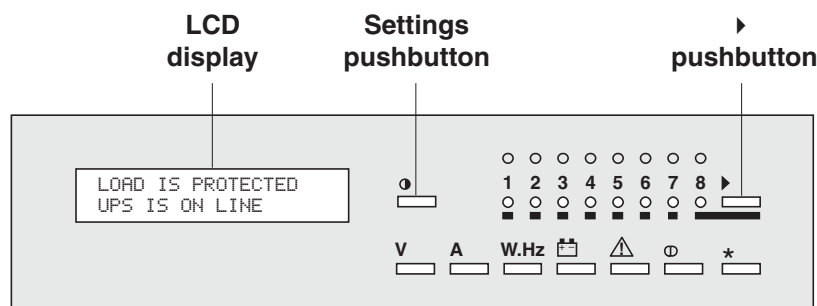 LCD display
Settings pushbutton
▶ pushbutton
LOAD IS PROTECTED
UPS IS ON LINE
1 2 3 4 5 6 7 8
V A W.Hz + − *